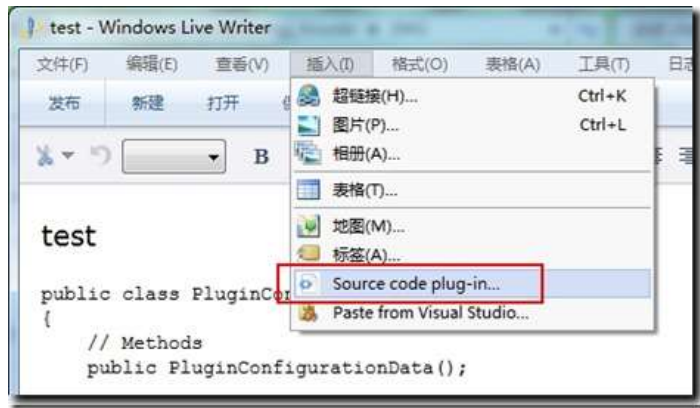 test - Windows Live Writer
文件(F) 编辑(E) 查看(V) 插入(I) 格式(O) 表格(A) 工具(T) 日志
发布 新建 打开
超链接(H)... Ctrl+K
图片(P)... Ctrl+L
相册(A)...
B
表格(T)...
地图(M)...
标签(A)...
Source code plug-in...
Paste from Visual Studio...
test
public class PluginCon
{
// Methods
public PluginConfigurationData();